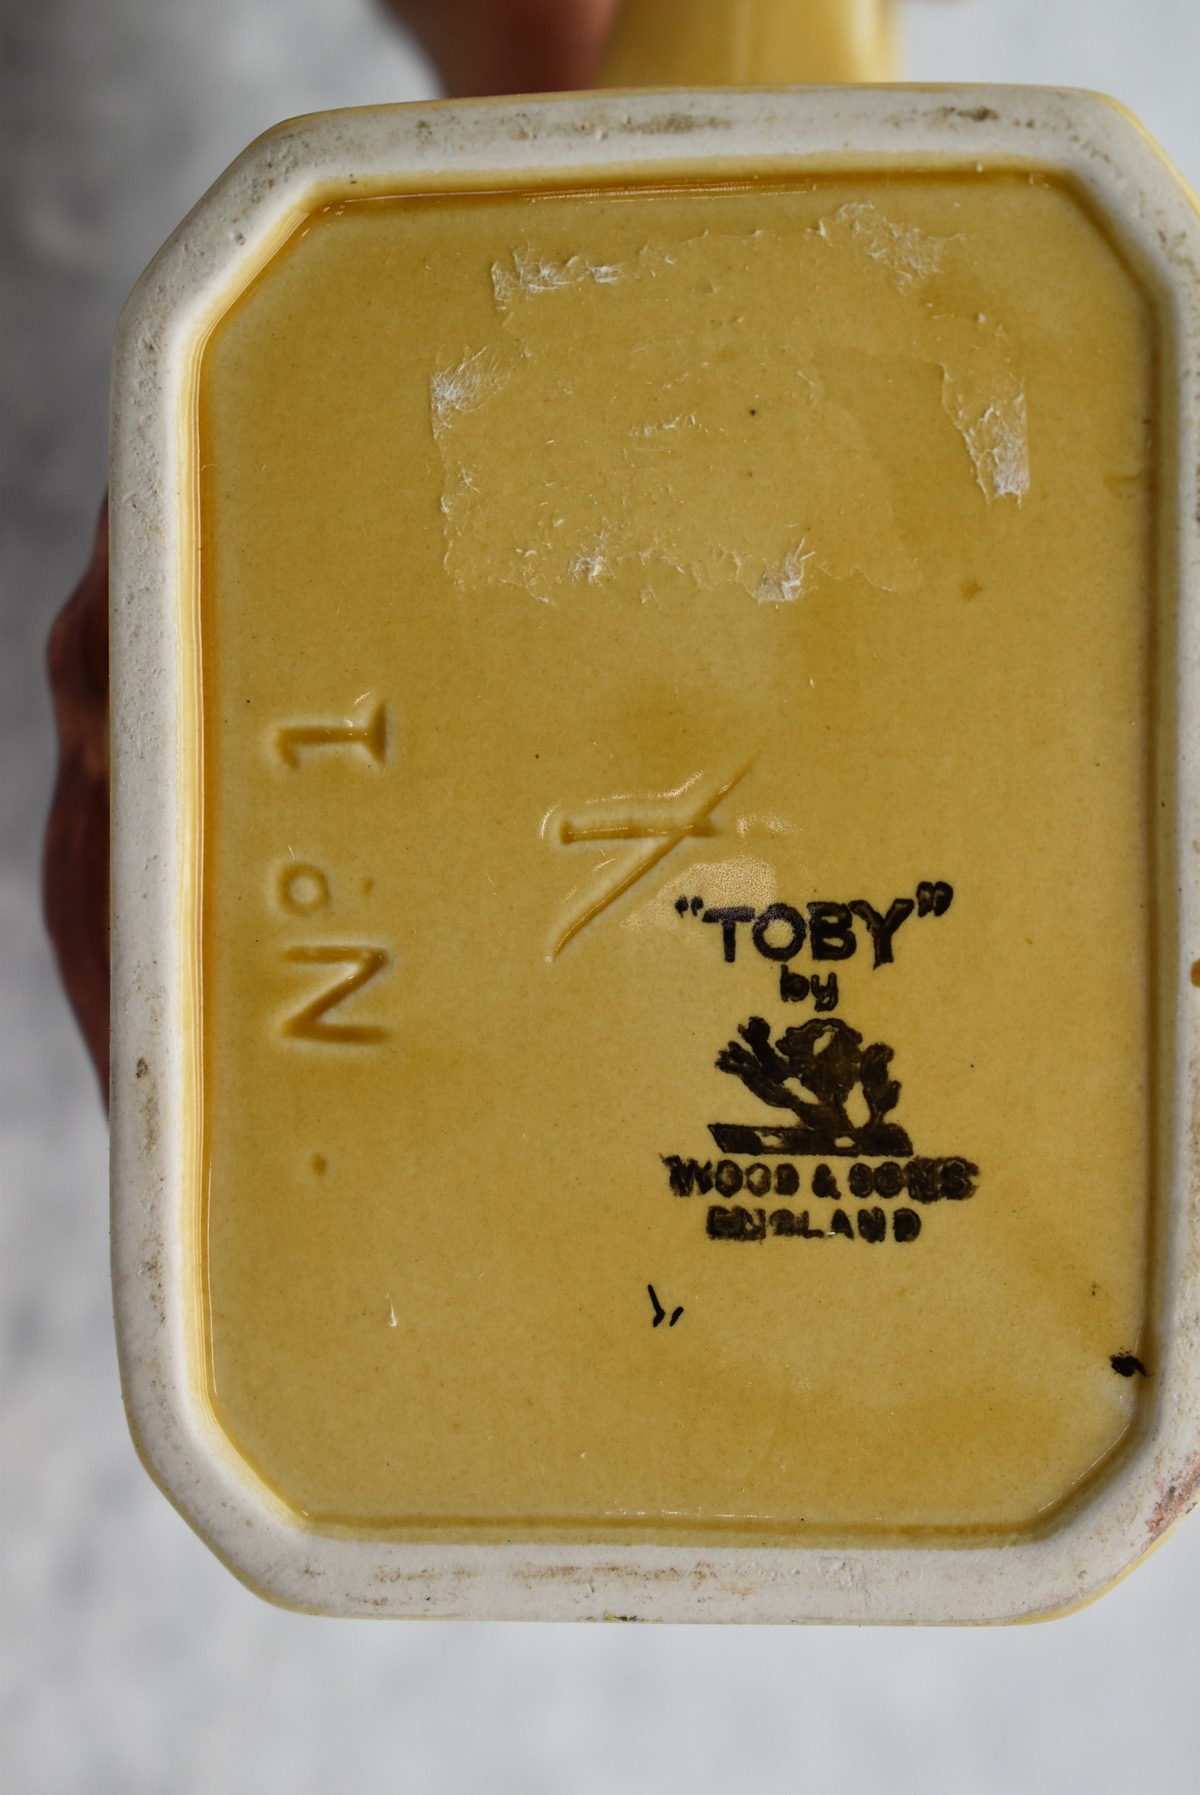 "TOBY"
by
WOOD & SONS
ENGLAND
Nº 1